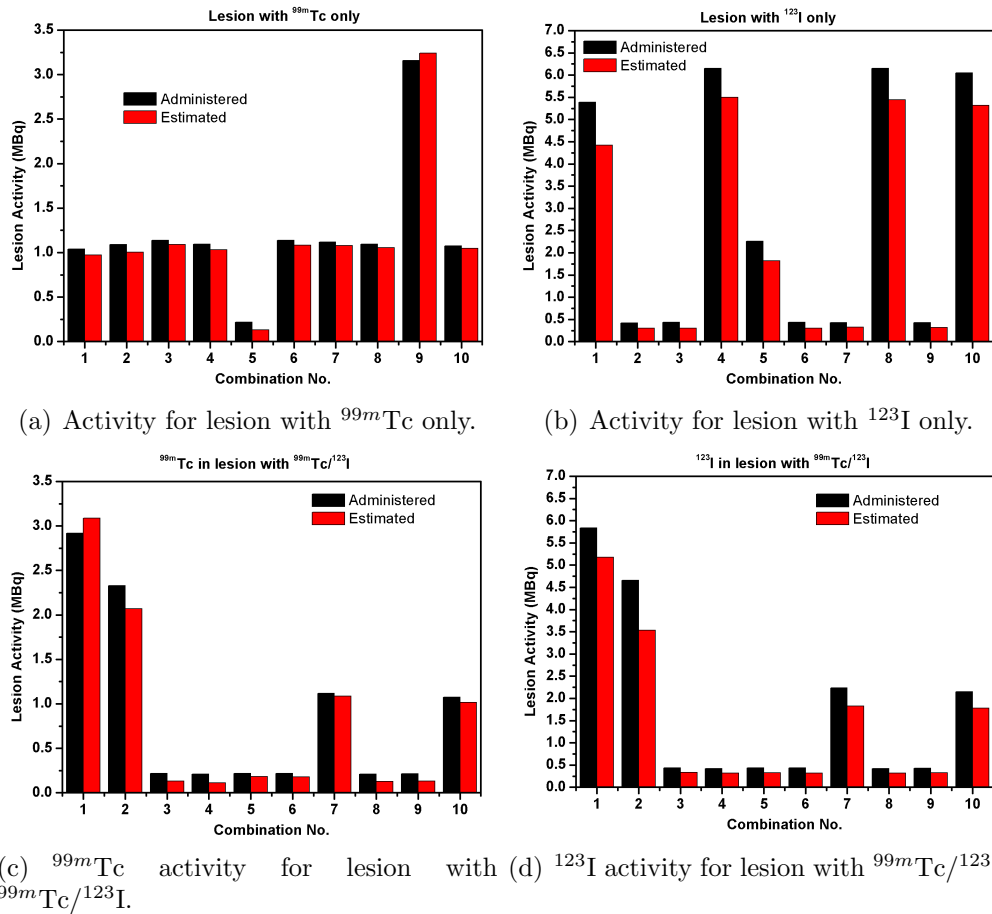 Lesion with ⁹⁹ᵐTc only
3.5
3.0
2.5
2.0
1.5
1.0
0.5
0.0
Lesion Activity (MBq)
Administered
Estimated
1 2 3 4 5 6 7 8 9 10
Combination No.
(a) Activity for lesion with ⁹⁹ᵐTc only.
Lesion with ¹²³I only
7.0
6.5
6.0
5.5
5.0
4.5
4.0
3.5
3.0
2.5
2.0
1.5
1.0
0.5
0.0
Lesion Activity (MBq)
Administered
Estimated
1 2 3 4 5 6 7 8 9 10
Combination No.
(b) Activity for lesion with ¹²³I only.
⁹⁹ᵐTc in lesion with ⁹⁹ᵐTc/¹²³I
3.5
3.0
2.5
2.0
1.5
1.0
0.5
0.0
Lesion Activity (MBq)
Administered
Estimated
1 2 3 4 5 6 7 8 9 10
Combination No.
(c) ⁹⁹ᵐTc activity for lesion with
⁹⁹ᵐTc/¹²³I.
¹²³I in lesion with ⁹⁹ᵐTc/¹²³I
7.0
6.5
6.0
5.5
5.0
4.5
4.0
3.5
3.0
2.5
2.0
1.5
1.0
0.5
0.0
Lesion Activity (MBq)
Administered
Estimated
1 2 3 4 5 6 7 8 9 10
Combination No.
(d) ¹²³I activity for lesion with ⁹⁹ᵐTc/¹²³